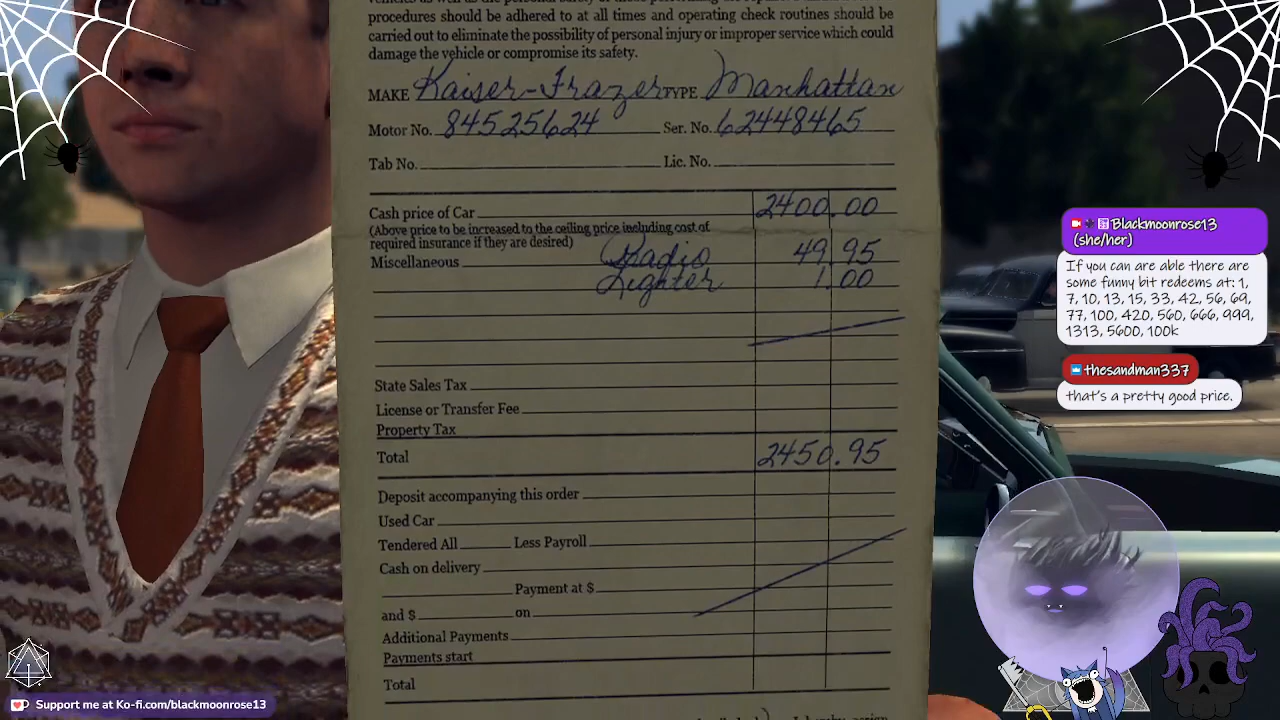 procedures should be adhered to at all times and operating check routines should be
carried out to eliminate the possibility of personal injury or improper service which could
damage the vehicle or compromise its safety.
MAKE Kaiser-Frazer TYPE Manhattan
Motor No. 84525624 Ser. No. 62448465
Tab No. Lic. No.
Cash price of Car 2400.00
(Above price to be increased to the ceiling price including cost of
required insurance if they are desired)
Miscellaneous Radio 49.95
Lighter 1.00
State Sales Tax
License or Transfer Fee
Property Tax
Total 2450.95
Deposit accompanying this order
Used Car
Tendered All Less Payroll
Cash on delivery
Payment at $
and $ on
Additional Payments
Payments start
Total
Blackmoonrose13
(she/her)
If you can are able there are
some funny bit redeems at: 1,
7, 10, 13, 15, 33, 42, 56, 69,
77, 100, 420, 560, 666, 999,
1313, 5600, 100k
thesandman337
that's a pretty good price.
Support me at Ko-fi.com/blackmoonrose13